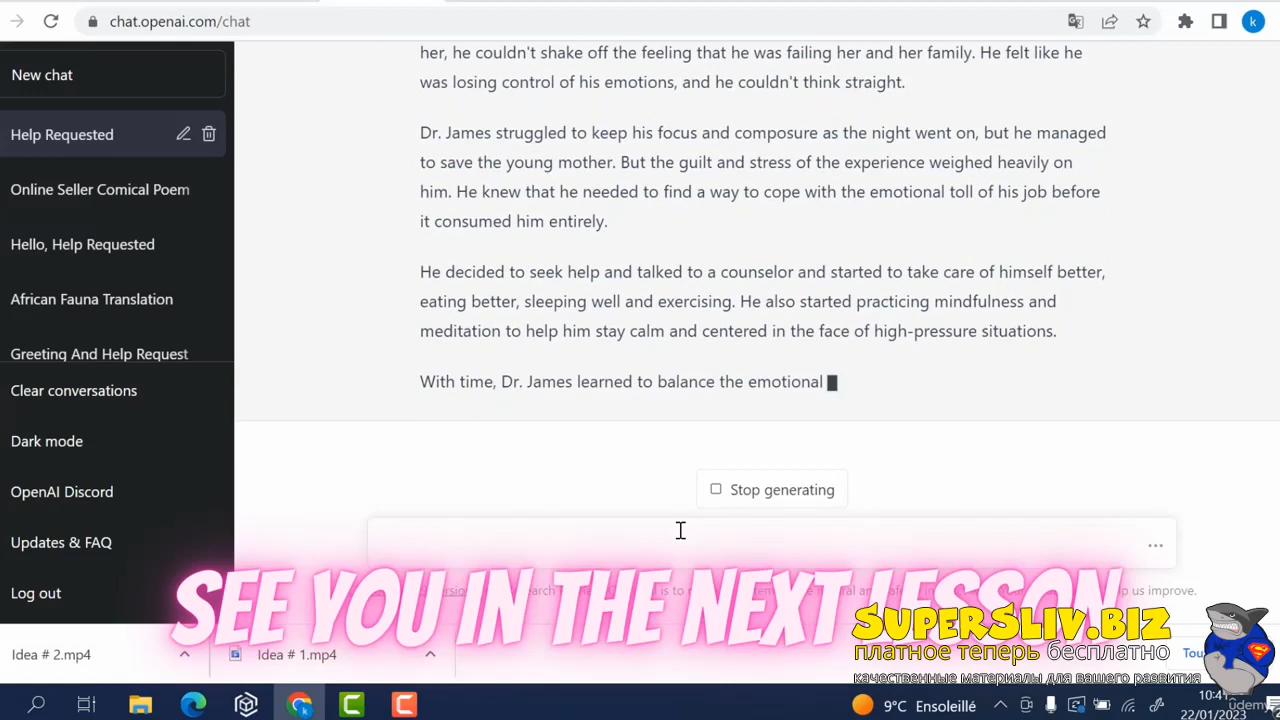 chat.openai.com/chat
k
New chat
Help Requested
Online Seller Comical Poem
Hello, Help Requested
African Fauna Translation
Greeting And Help Request
Clear conversations
Dark mode
OpenAI Discord
Updates & FAQ
Log out
her, he couldn't shake off the feeling that he was failing her and her family. He felt like he
was losing control of his emotions, and he couldn't think straight.
Dr. James struggled to keep his focus and composure as the night went on, but he managed
to save the young mother. But the guilt and stress of the experience weighed heavily on
him. He knew that he needed to find a way to cope with the emotional toll of his job before
it consumed him entirely.
He decided to seek help and talked to a counselor and started to take care of himself better,
eating better, sleeping well and exercising. He also started practicing mindfulness and
meditation to help him stay calm and centered in the face of high-pressure situations.
With time, Dr. James learned to balance the emotional
Stop generating
us improve.
SEE YOU IN THE NEXT LESSON
SUPERSLIV.BIZ
платное теперь бесплатно
качественные материалы для вашего развития
Idea # 2.mp4
Idea # 1.mp4
Tou
9°C Ensoleillé
10:4
22/01/2023
udemy